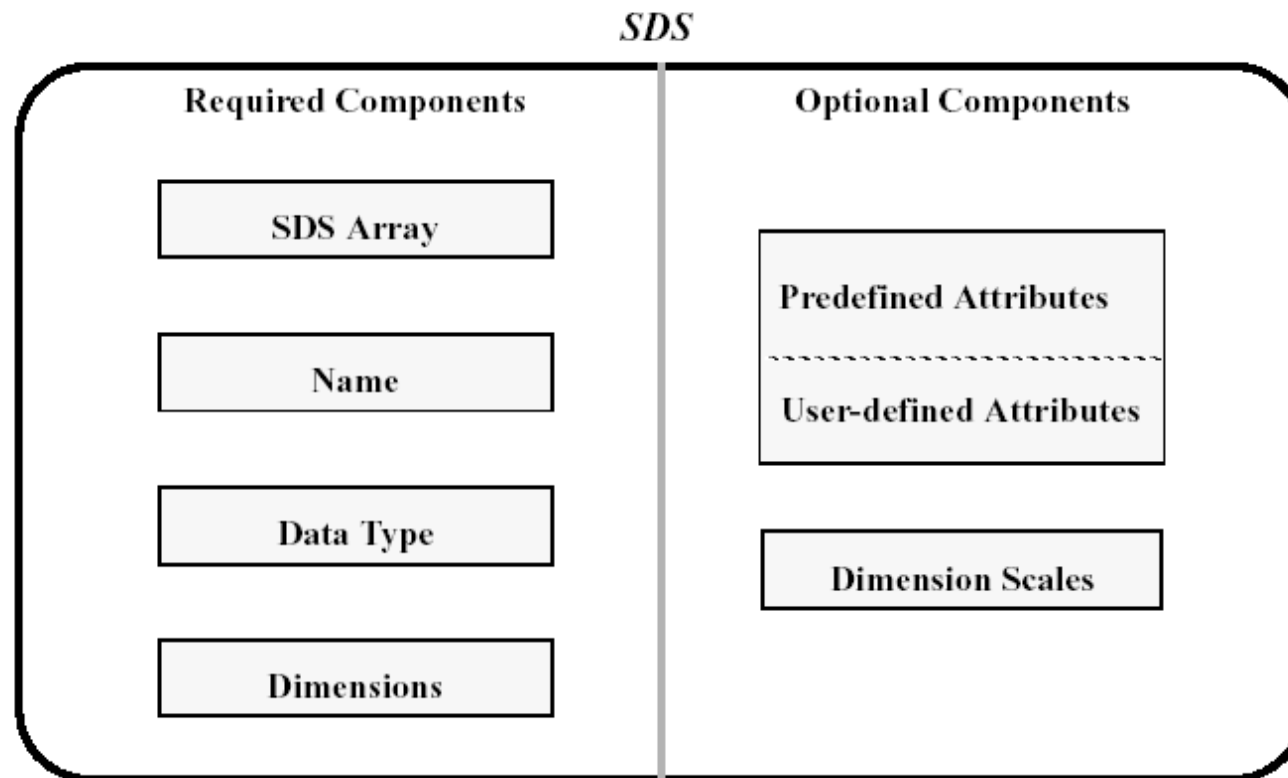 SDS
Required Components
SDS Array
Name
Data Type
Dimensions
Optional Components
Predefined Attributes
User-defined Attributes
Dimension Scales